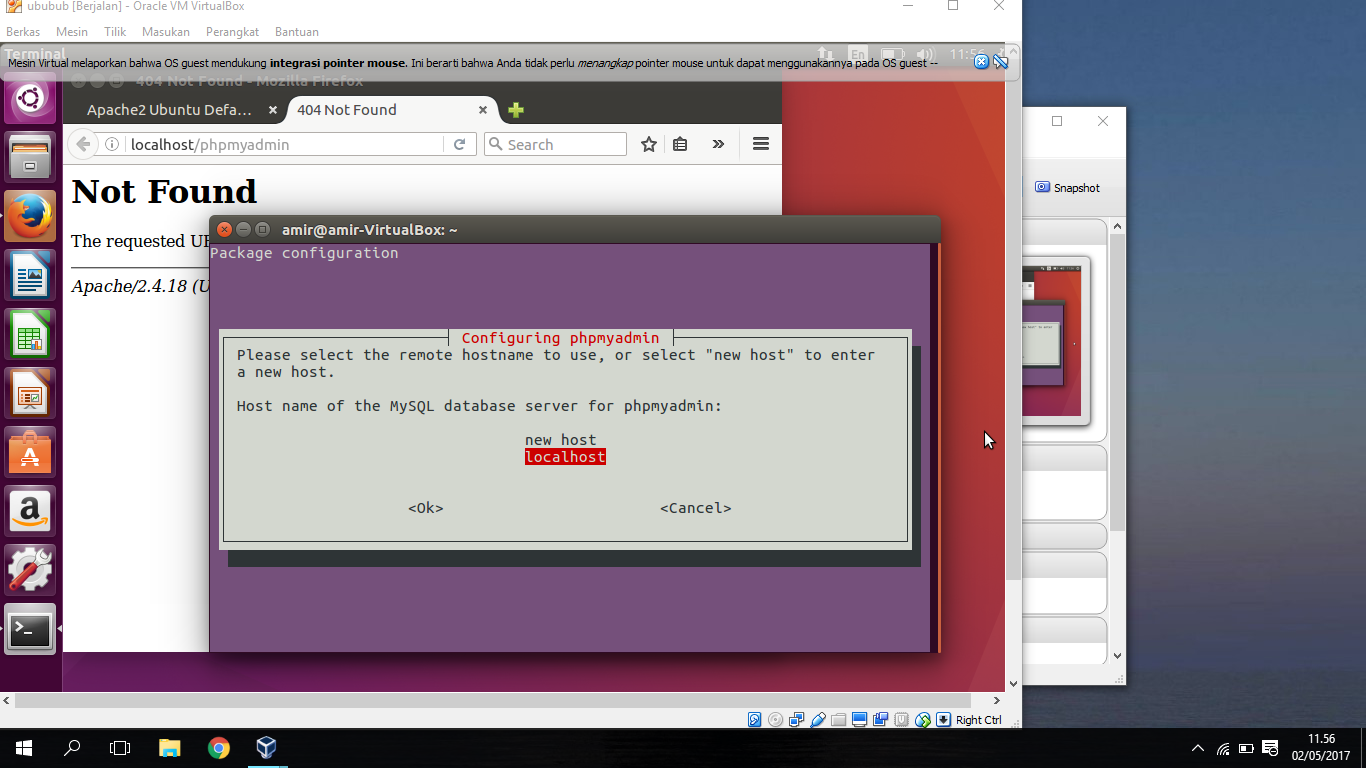 ububub [Berjalan] - Oracle VM VirtualBox
Berkas Mesin Tilik Masukan Perangkat Bantuan
Terminal
En
11:56
Mesin Virtual melaporkan bahwa OS guest mendukung integrasi pointer mouse. Ini berarti bahwa Anda tidak perlu menangkap pointer mouse untuk dapat menggunakannya pada OS guest --
404 Not Found - Mozilla Firefox
Apache2 Ubuntu Defa...
404 Not Found
localhost/phpmyadmin
Search
Snapshot
Not Found
The requested
amir@amir-VirtualBox: ~
Package configuration
Apache/2.4.18 (U
Configuring phpmyadmin
Please select the remote hostname to use, or select "new host" to enter
a new host.
Host name of the MySQL database server for phpmyadmin:
new host
localhost
<Ok> <Cancel>
Right Ctrl
11.56
02/05/2017